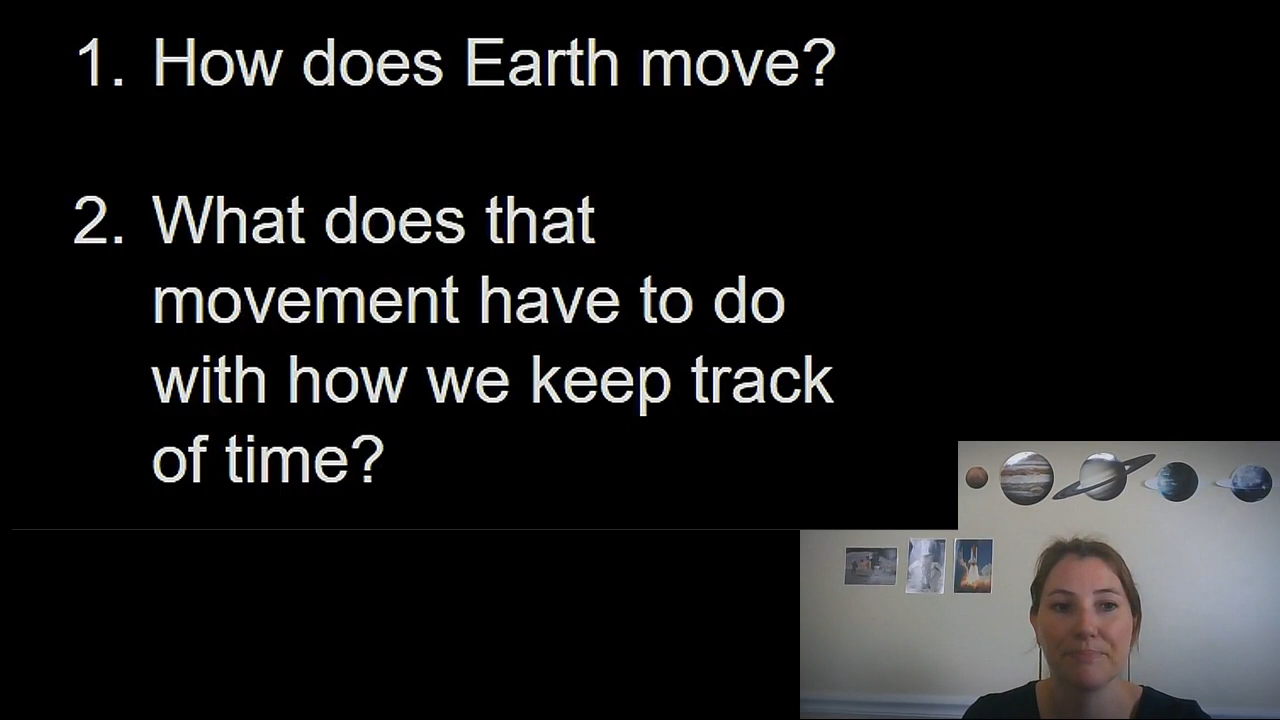 1. How does Earth move?
2. What does that
movement have to do
with how we keep track
of time?